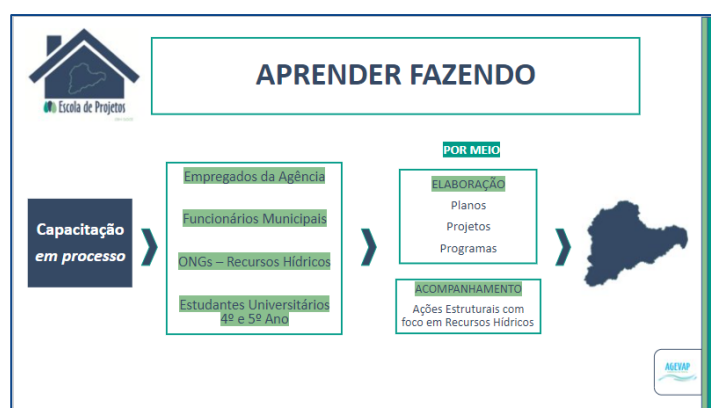 APRENDER FAZENDO
Escola de Projetos
POR MEIO
Capacitação
em processo
Empregados da Agência
Funcionários Municipais
ONGs – Recursos Hídricos
Estudantes Universitários
4º e 5º Ano
ELABORAÇÃO
Planos
Projetos
Programas
ACOMPANHAMENTO
Ações Estruturais com
foco em Recursos Hídricos
AGEVAP